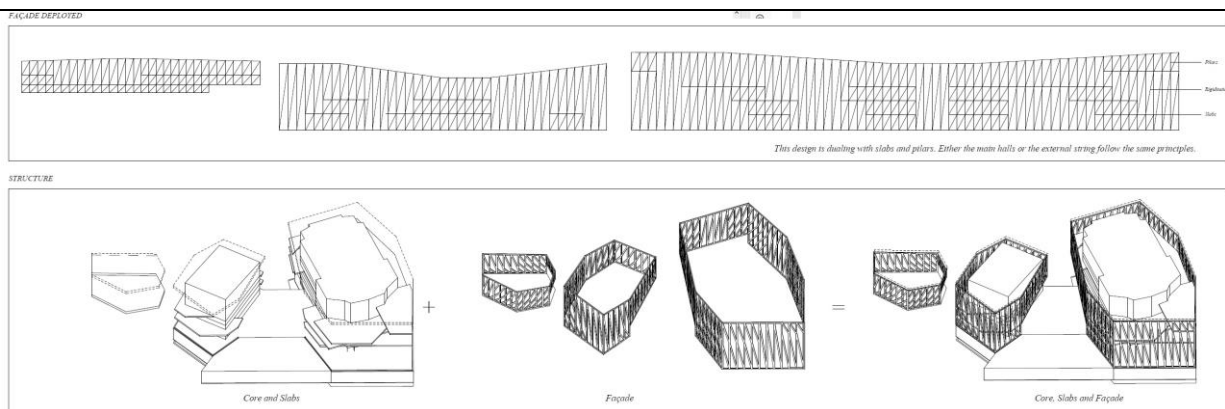 FAÇADE DEPLOYED
Pilars
Slabs
This design is dualing with slabs and pilars. Either the main halls or the external string follow the same principles.
STRUCTURE
+
=
Core and Slabs
Façade
Core, Slabs and Façade